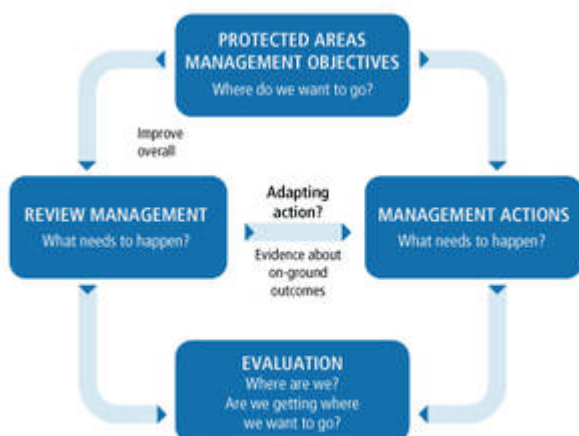 PROTECTED AREAS
MANAGEMENT OBJECTIVES
Where do we want to go?
Improve
overall
REVIEW MANAGEMENT
What needs to happen?
Adapting
action?
Evidence about
on-ground
outcomes
MANAGEMENT ACTIONS
What needs to happen?
EVALUATION
Where are we?
Are we getting where
we want to go?